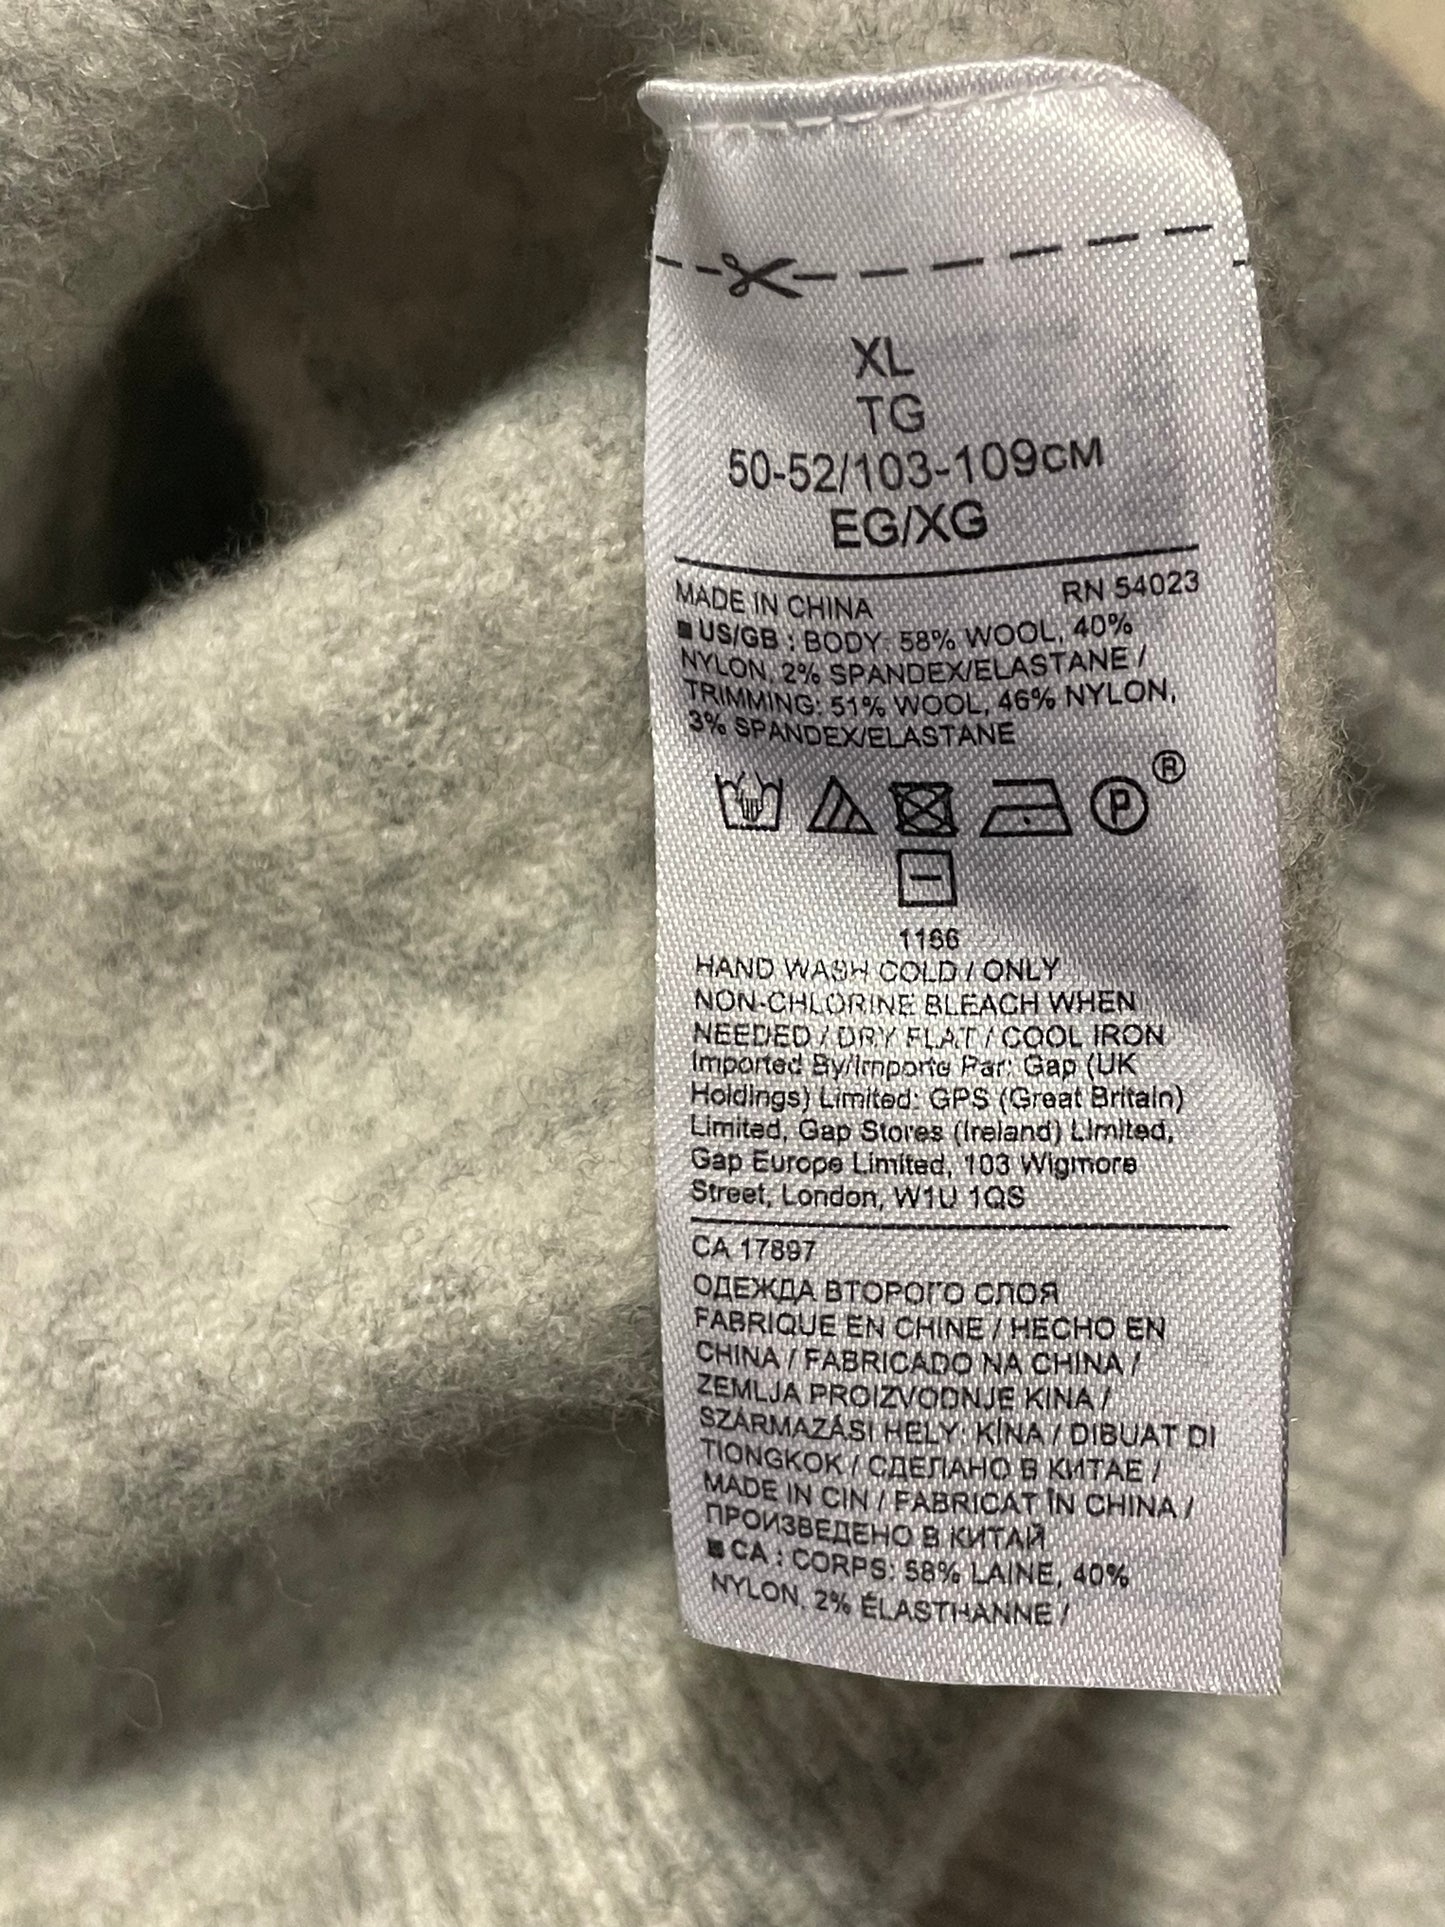 XL
TG
50-52/103-109см
EG/XG
MADE IN CHINA RN 54023
■ US/GB : BODY: 58% WOOL, 40%
NYLON, 2% SPANDEX/ELASTANE /
TRIMMING: 51% WOOL, 46% NYLON,
3% SPANDEX/ELASTANE
P ®
1166
HAND WASH COLD / ONLY
NON-CHLORINE BLEACH WHEN
NEEDED / DRY FLAT / COOL IRON
Imported By/Importe Par: Gap (UK
Holdings) Limited: GPS (Great Britain)
Limited, Gap Stores (Ireland) Limited,
Gap Europe Limited, 103 Wigmore
Street, London, W1U 1QS
CA 17897
ОДЕЖДА ВТОРОГО СЛОЯ
FABRIQUE EN CHINE / HECHO EN
CHINA / FABRICADO NA CHINA /
ZEMLJA PROIZVODNJE KINA /
SZÁRMAZÁSI HELY: KÍNA / DIBUAT DI
TIONGKOK / СДЕЛАНО В КИТАЕ /
MADE IN CIN / FABRICAT ÎN CHINA /
ПРОИЗВЕДЕНО В КИТАЙ
■ CA : CORPS: 58% LAINE, 40%
NYLON, 2% ÉLASTHANNE /